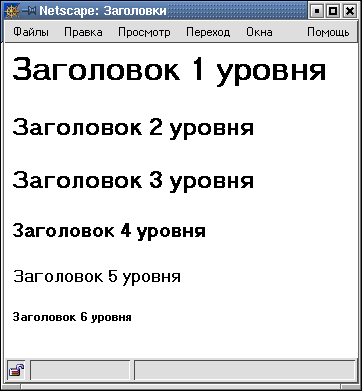 Netscape: Заголовки
Файлы Правка Просмотр Переход Окна Помощь
Заголовок 1 уровня
Заголовок 2 уровня
Заголовок 3 уровня
Заголовок 4 уровня
Заголовок 5 уровня
Заголовок 6 уровня